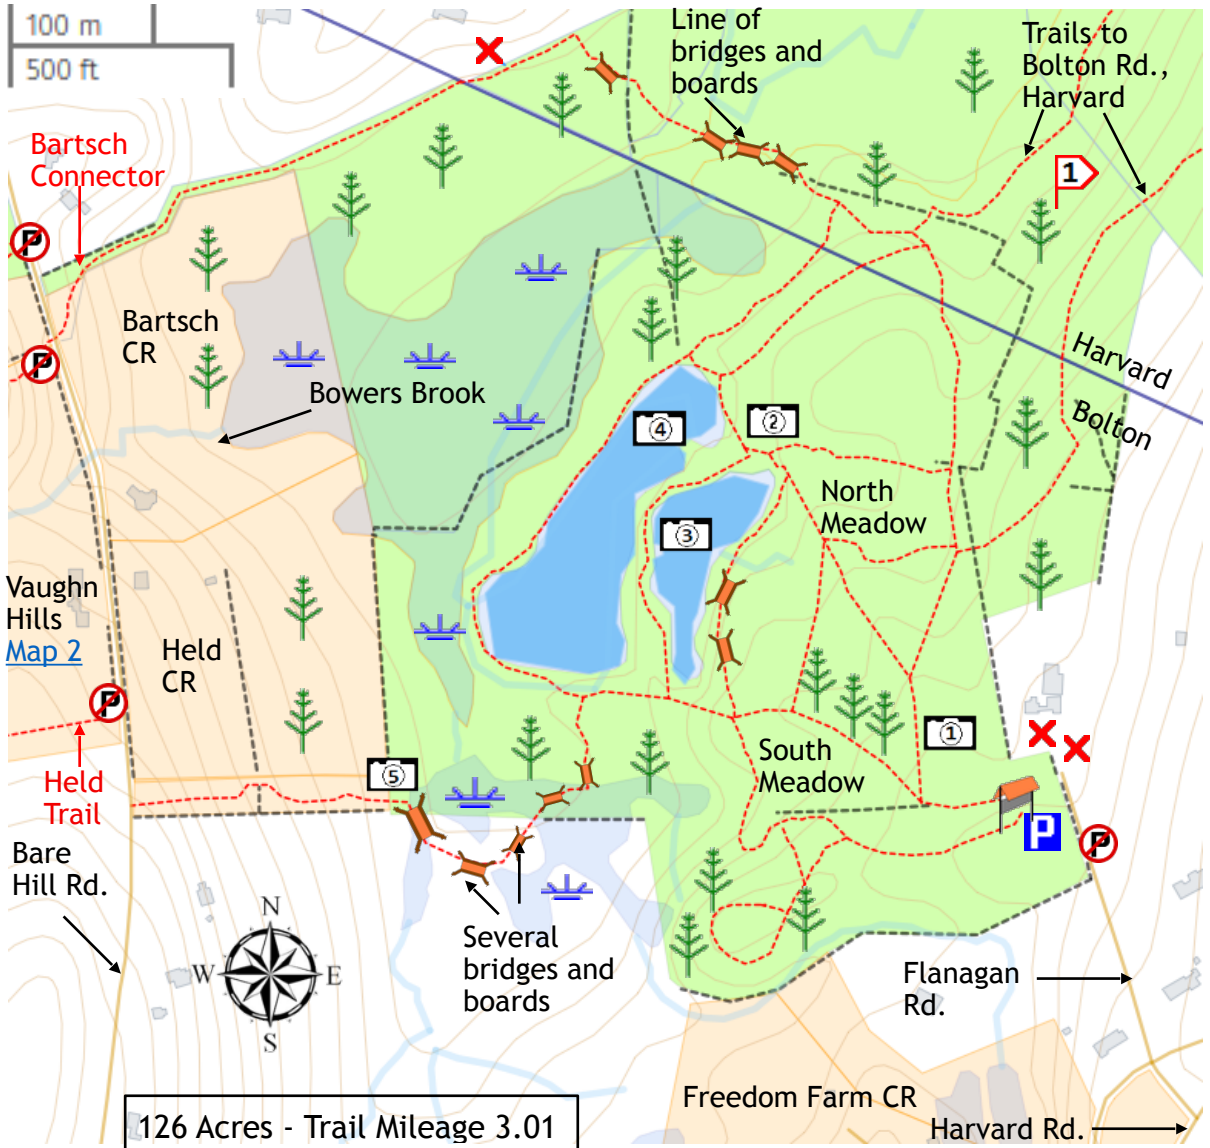 100 m
500 ft
Line of
bridges and
boards
Trails to
Bolton Rd.,
Harvard
Bartsch
Connector
1
P
P
Bartsch
CR
Bowers Brook
Harvard
Bolton
4
2
3
North
Meadow
Vaughn
Hills
Map 2
Held
CR
P
Held
Trail
5
1
South
Meadow
P
P
Bare
Hill Rd.
N
W
E
S
Several
bridges and
boards
Flanagan
Rd.
Freedom Farm CR
Harvard Rd.
126 Acres - Trail Mileage 3.01